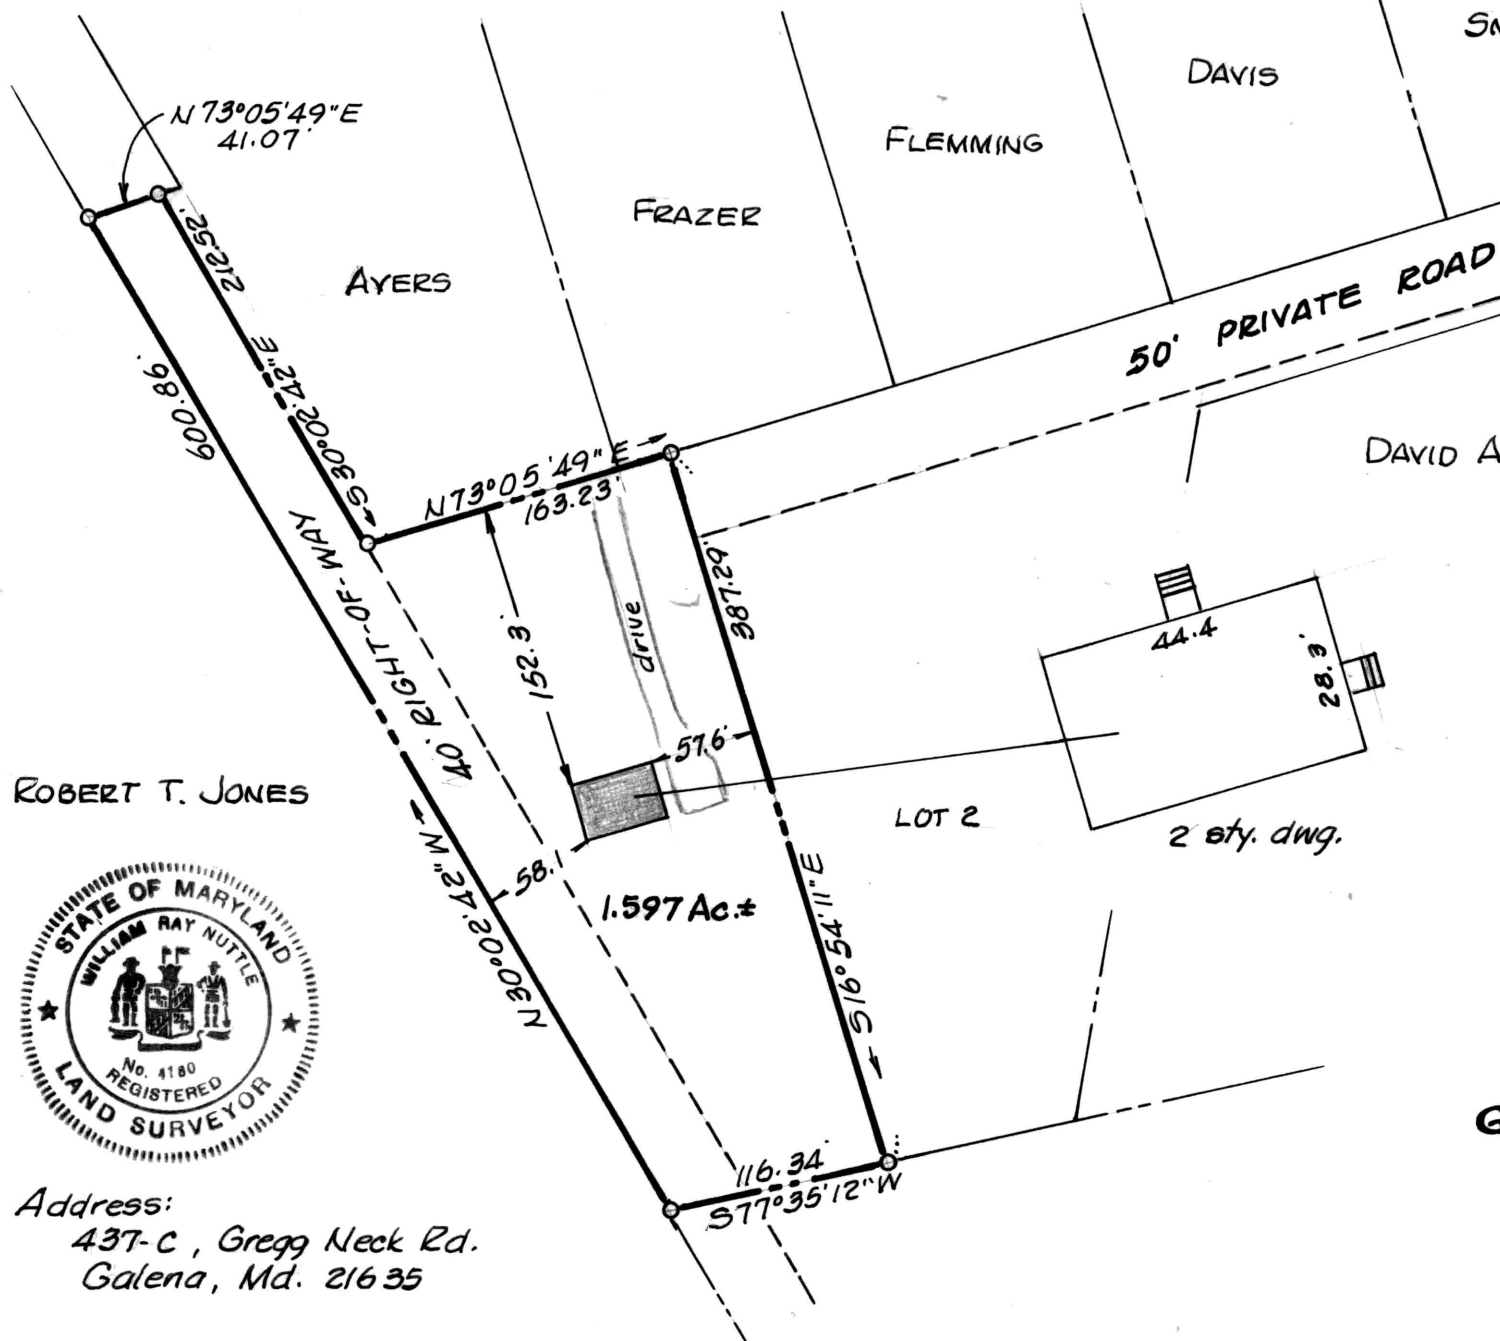 SM
DAVIS
N 73°05'49"E
41.07'
FLEMMING
FRAZER
212.52'
AYERS
50' PRIVATE ROAD
S30°02'42"E
600.86'
DAVID A
N73°05'49"E
163.23'
40' RIGHT-OF-WAY
387.29'
drive
152.3'
44.4
28.3'
57.6'
ROBERT T. JONES
LOT 2
2 sty. dwg.
58.
1.597 Ac.±
N30°02'42"W
S16°54'11"E
STATE OF MARYLAND
WILLIAM RAY NUTTLE
No. 4180
REGISTERED
LAND SURVEYOR
116.34'
S77°35'12"W
Address:
437-C, Gregg Neck Rd.
Galena, Md. 21635